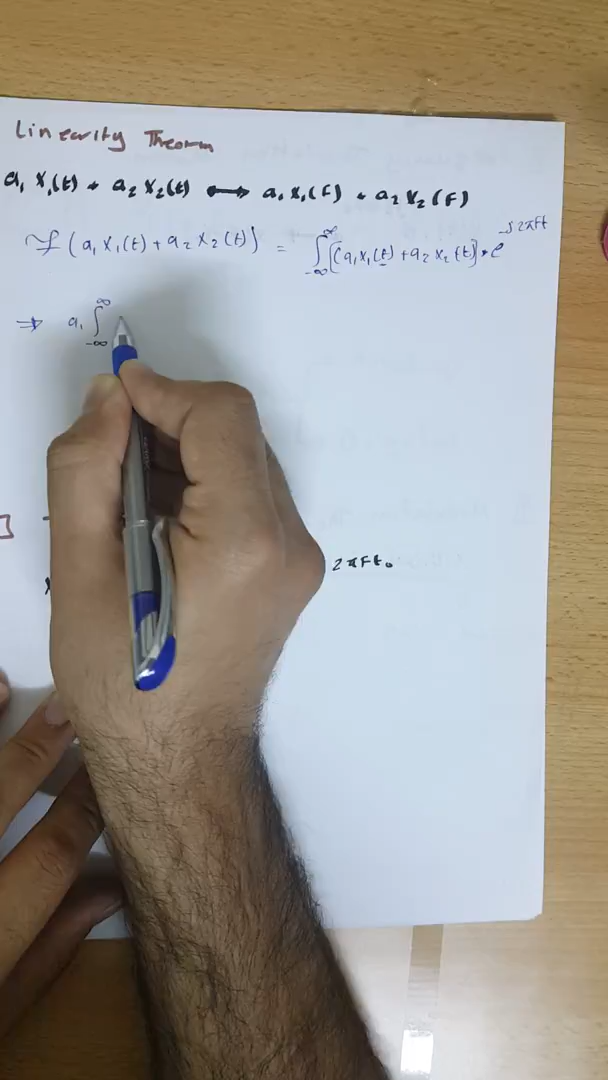 Linearity Theorem
a₁ x₁(t) + a₂ x₂(t) ⟷ a₁ x₁(F) + a₂ x₂(F)
ℱ(a₁ x₁(t) + a₂ x₂(t)) = ∫_{-∞}^{∞} [a₁ x₁(t) + a₂ x₂(t)] * e^{-j2πFt}
⇒ a₁ ∫_{-∞}^{∞}
2πFt₀